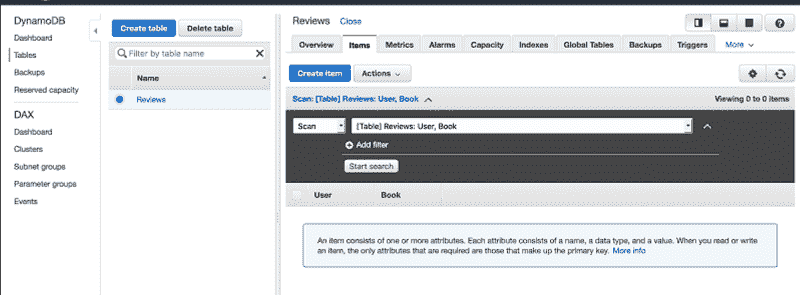 DynamoDB
Dashboard
Tables
Backups
Reserved capacity
DAX
Dashboard
Clusters
Subnet groups
Parameter groups
Events
Create table
Delete table
Filter by table name
Name
Reviews
Reviews Close
Overview Items Metrics Alarms Capacity Indexes Global Tables Backups Triggers More
Create item Actions
Scan: [Table] Reviews: User, Book Viewing 0 to 0 items
Scan [Table] Reviews: User, Book
Add filter
Start search
User Book
An item consists of one or more attributes. Each attribute consists of a name, a data type, and a value. When you read or write
an item, the only attributes that are required are those that make up the primary key. More info